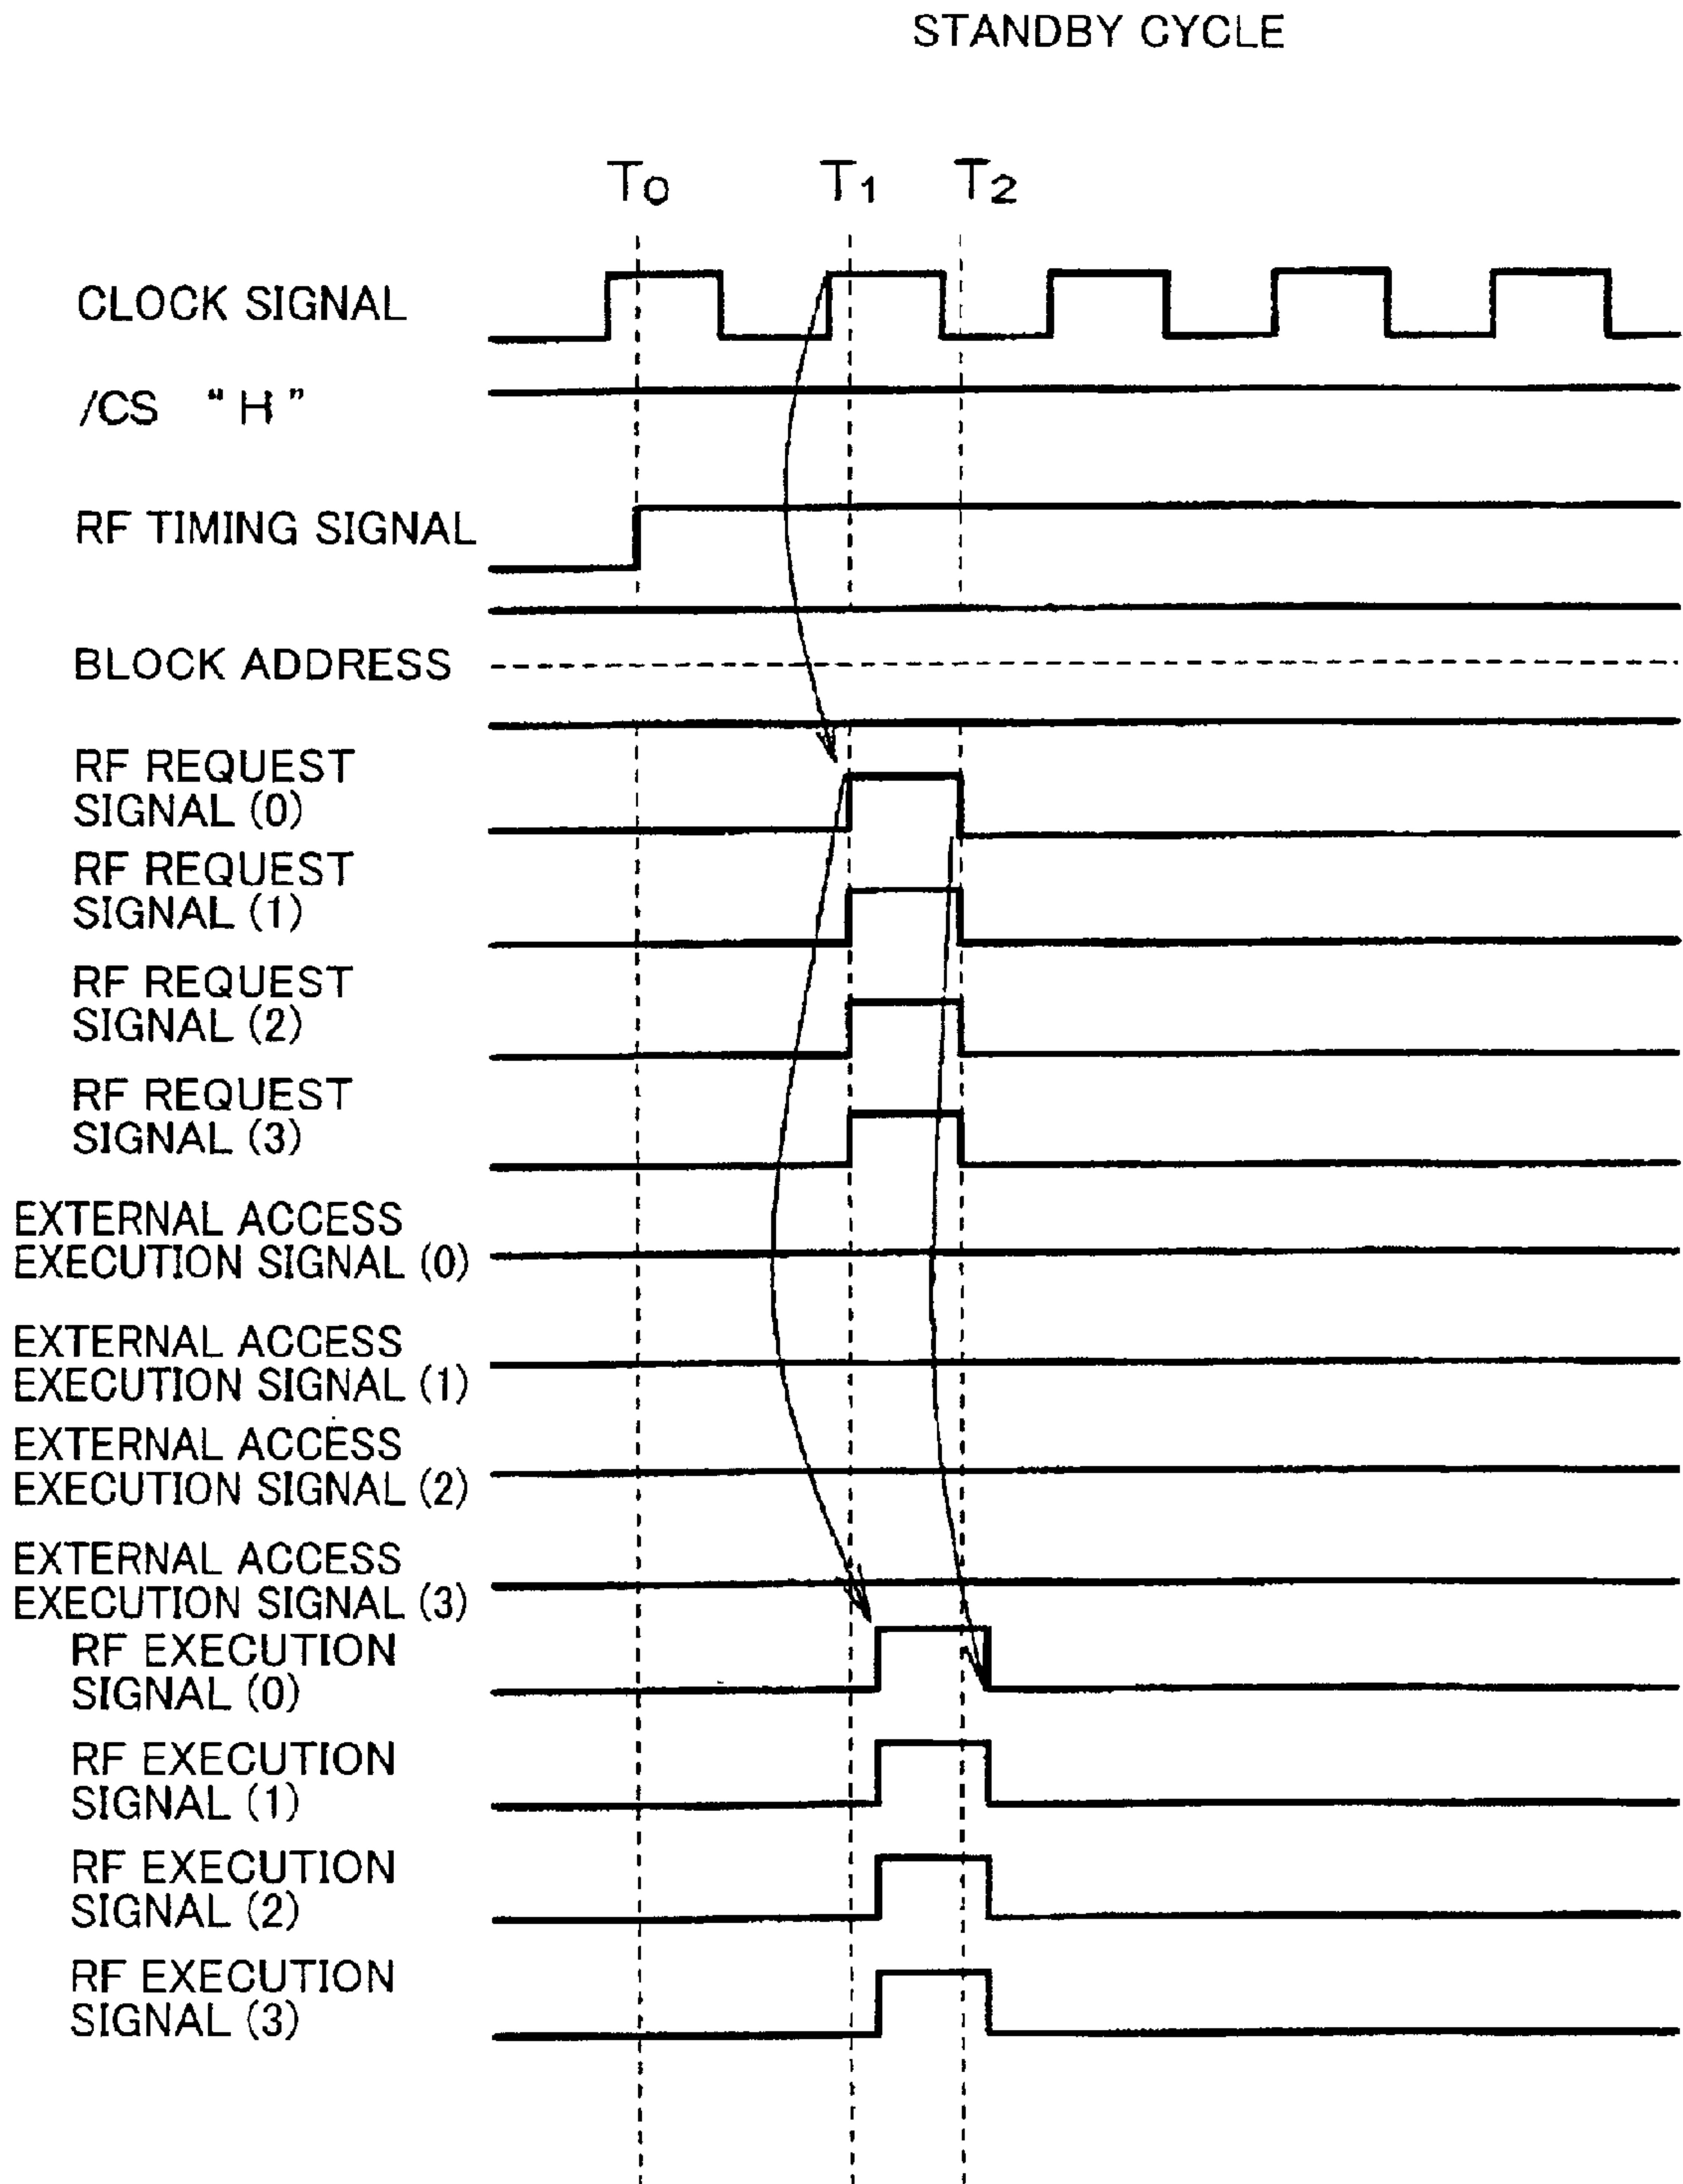 STANDBY CYCLE
T0 T1 T2
CLOCK SIGNAL
/CS "H"
RF TIMING SIGNAL
BLOCK ADDRESS
RF REQUEST
SIGNAL (0)
RF REQUEST
SIGNAL (1)
RF REQUEST
SIGNAL (2)
RF REQUEST
SIGNAL (3)
EXTERNAL ACCESS
EXECUTION SIGNAL (0)
EXTERNAL ACCESS
EXECUTION SIGNAL (1)
EXTERNAL ACCESS
EXECUTION SIGNAL (2)
EXTERNAL ACCESS
EXECUTION SIGNAL (3)
RF EXECUTION
SIGNAL (0)
RF EXECUTION
SIGNAL (1)
RF EXECUTION
SIGNAL (2)
RF EXECUTION
SIGNAL (3)